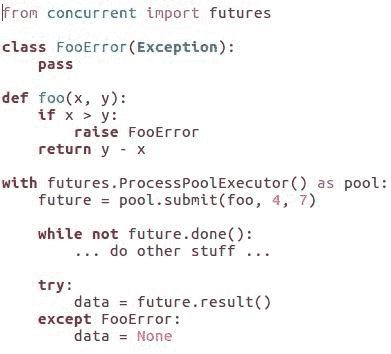 from concurrent import futures
class FooError(Exception):
    pass
def foo(x, y):
    if x > y:
        raise FooError
    return y - x
with futures.ProcessPoolExecutor() as pool:
    future = pool.submit(foo, 4, 7)
    while not future.done():
        ... do other stuff ...
    try:
        data = future.result()
    except FooError:
        data = None